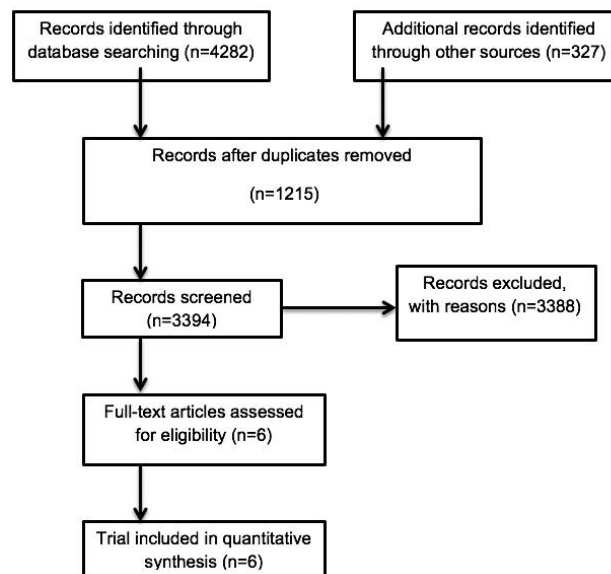 Records identified through
database searching (n=4282)
Additional records identified
through other sources (n=327)
Records after duplicates removed
(n=1215)
Records screened
(n=3394)
Records excluded,
with reasons (n=3388)
Full-text articles assessed
for eligibility (n=6)
Trial included in quantitative
synthesis (n=6)